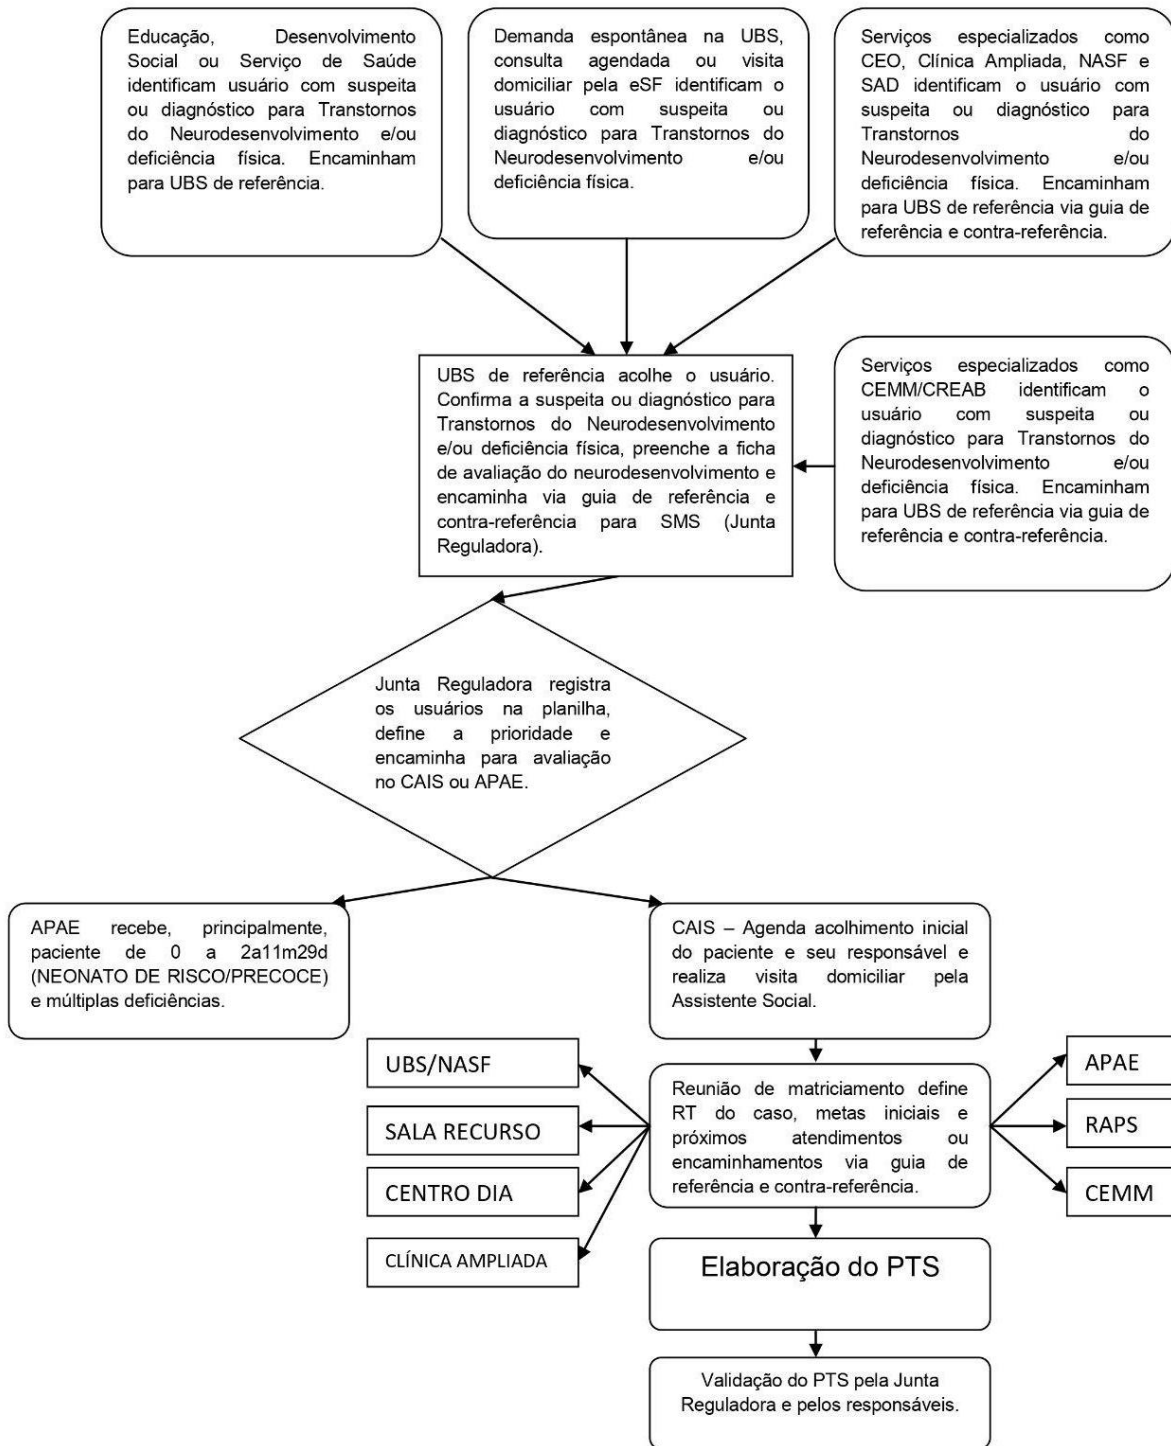 Educação, Desenvolvimento
Social ou Serviço de Saúde
identificam usuário com suspeita
ou diagnóstico para Transtornos
do Neurodesenvolvimento e/ou
deficiência física. Encaminham
para UBS de referência.
Demanda espontânea na UBS,
consulta agendada ou visita
domiciliar pela eSF identificam o
usuário com suspeita ou
diagnóstico para Transtornos do
Neurodesenvolvimento e/ou
deficiência física.
Serviços especializados como
CEO, Clínica Ampliada, NASF e
SAD identificam o usuário com
suspeita ou diagnóstico para
Transtornos do
Neurodesenvolvimento e/ou
deficiência física. Encaminham
para UBS de referência via guia de
referência e contra-referência.
UBS de referência acolhe o usuário.
Confirma a suspeita ou diagnóstico para
Transtornos do Neurodesenvolvimento
e/ou deficiência física, preenche a ficha
de avaliação do neurodesenvolvimento e
encaminha via guia de referência e
contra-referência para SMS (Junta
Reguladora).
Serviços especializados como
CEMM/CREAB identificam o
usuário com suspeita ou
diagnóstico para Transtornos do
Neurodesenvolvimento e/ou
deficiência física. Encaminham
para UBS de referência via guia de
referência e contra-referência.
Junta Reguladora registra
os usuários na planilha,
define a prioridade e
encaminha para avaliação
no CAIS ou APAE.
APAE recebe, principalmente,
paciente de 0 a 2a11m29d
(NEONATO DE RISCO/PRECOCE)
e múltiplas deficiências.
CAIS – Agenda acolhimento inicial
do paciente e seu responsável e
realiza visita domiciliar pela
Assistente Social.
UBS/NASF
SALA RECURSO
CENTRO DIA
CLÍNICA AMPLIADA
Reunião de matriciamento define
RT do caso, metas iniciais e
próximos atendimentos ou
encaminhamentos via guia de
referência e contra-referência.
APAE
RAPS
CEMM
Elaboração do PTS
Validação do PTS pela Junta
Reguladora e pelos responsáveis.